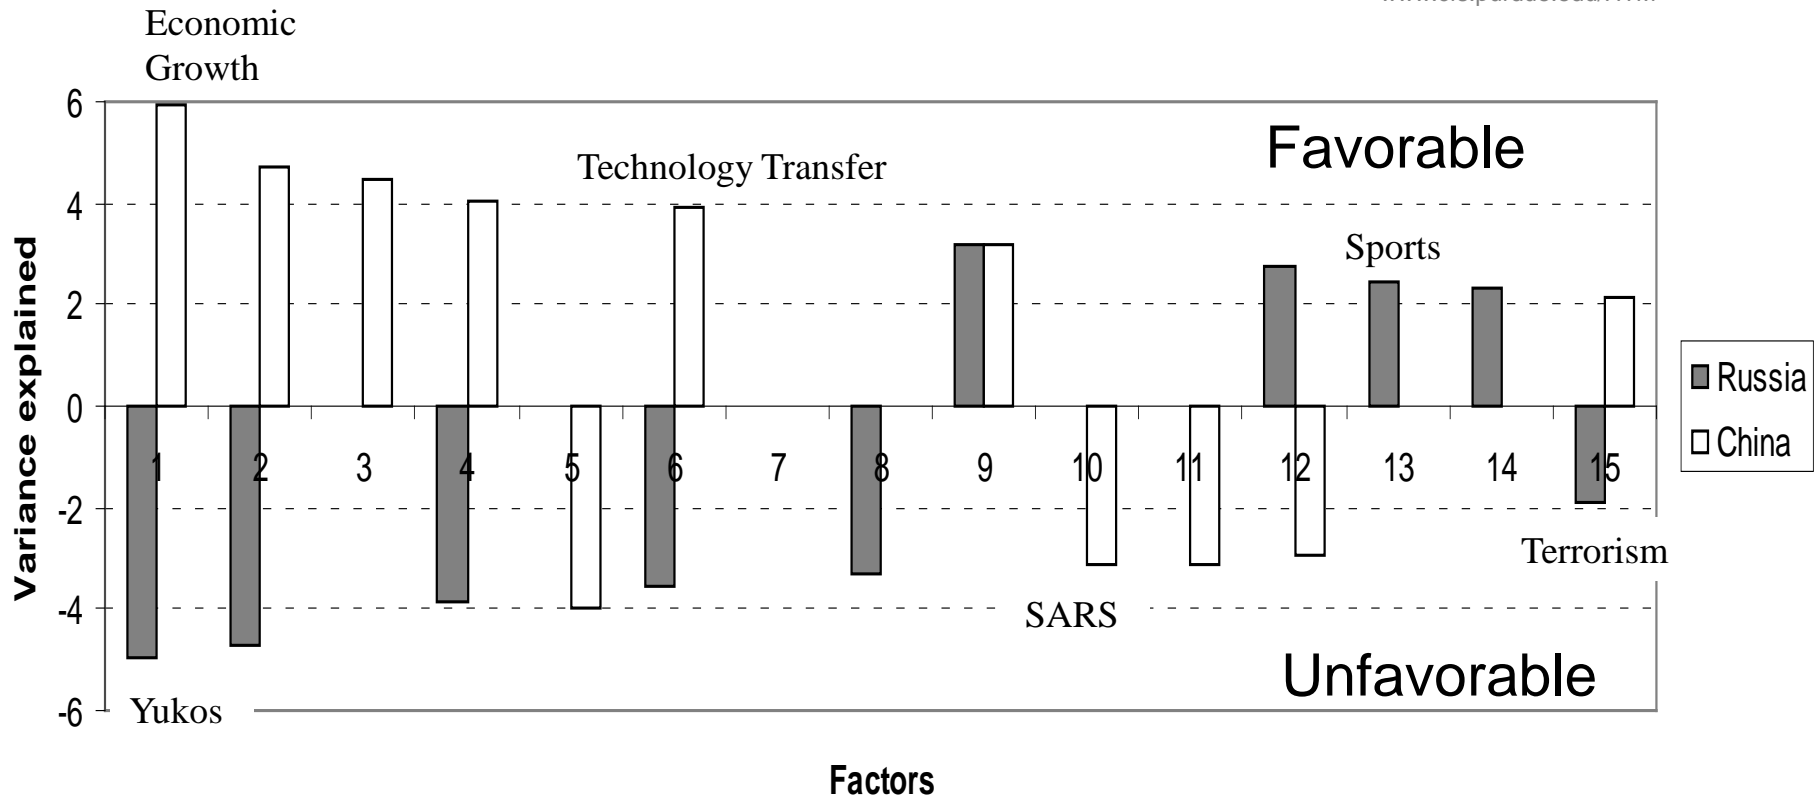 Economic
Growth
6
4
2
0
-2
-4
-6
Variance explained
Technology Transfer
Favorable
Sports
1 2 3 4 5 6 7 8 9 10 11 12 13 14 15
Russia
China
Terrorism
SARS
Unfavorable
Yukos
Factors